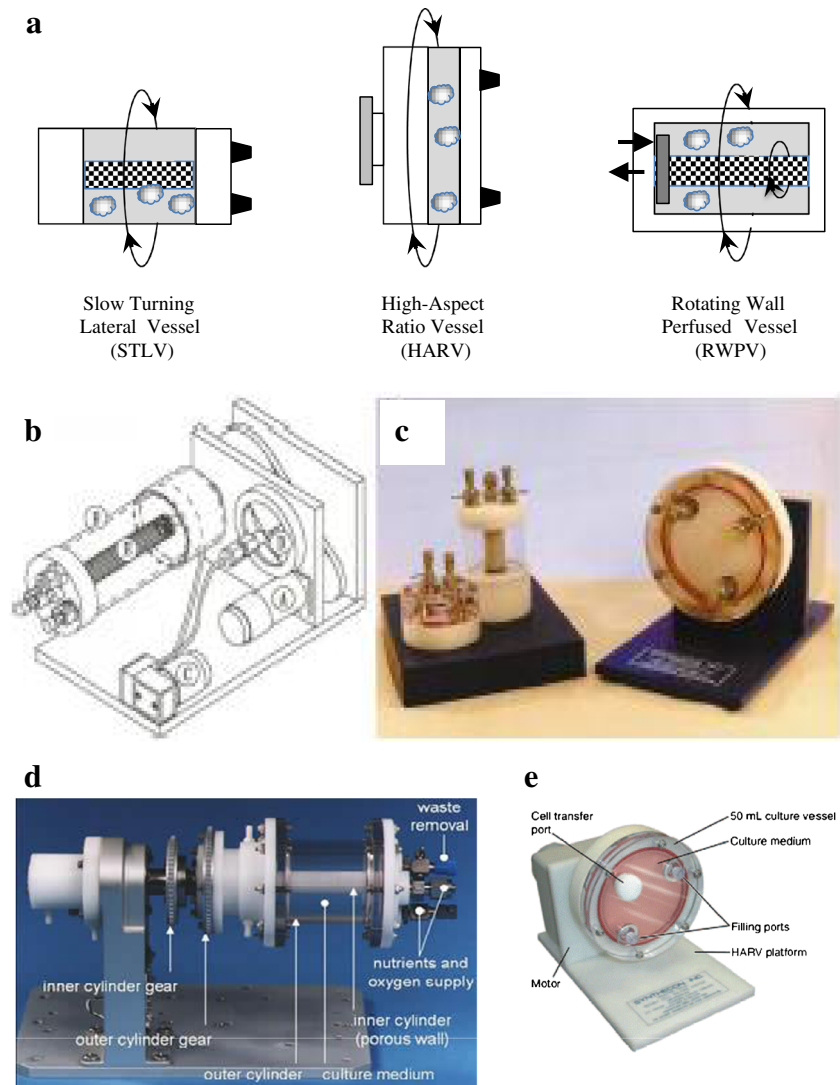 a
Slow Turning
Lateral Vessel
(STLV)
High-Aspect
Ratio Vessel
(HARV)
Rotating Wall
Perfused Vessel
(RWPV)
b
c
d
waste
removal
nutrients and
oxygen supply
inner cylinder gear
inner cylinder
(porous wall)
outer cylinder gear
outer cylinder
culture medium
e
Cell transfer
port
50 mL culture vessel
Culture medium
Filling ports
HARV platform
Motor
SYNTHECON, INC.